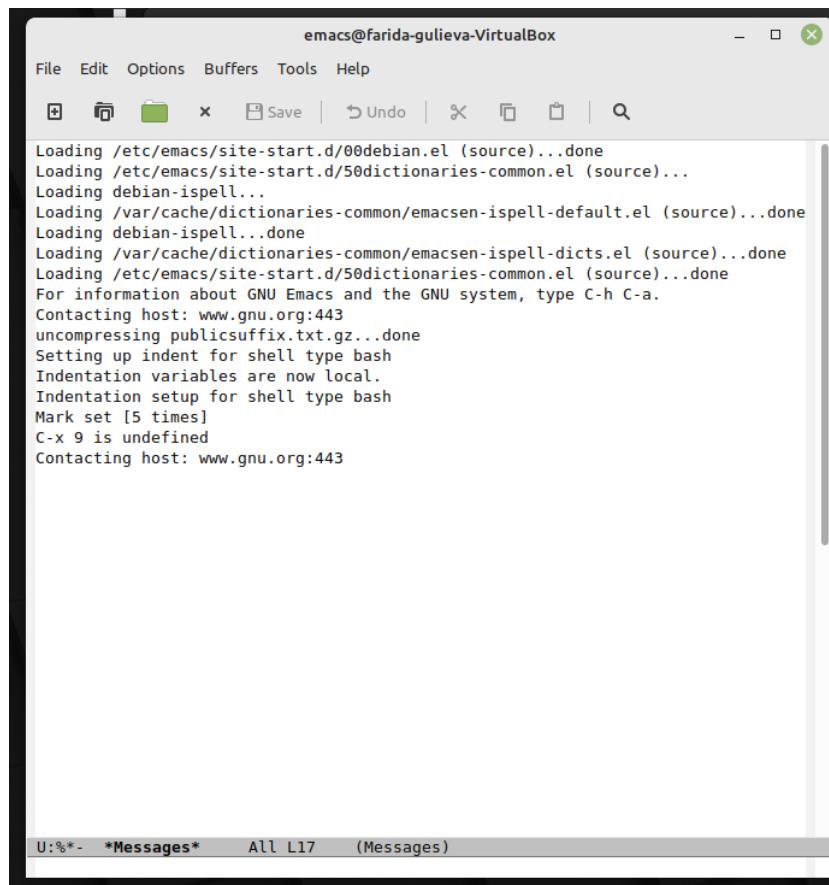 emacs@farida-gulieva-VirtualBox
File Edit Options Buffers Tools Help
Save Undo
Loading /etc/emacs/site-start.d/00debian.el (source)...done
Loading /etc/emacs/site-start.d/50dictionaries-common.el (source)...
Loading debian-ispell...
Loading /var/cache/dictionaries-common/emacsen-ispell-default.el (source)...done
Loading debian-ispell...done
Loading /var/cache/dictionaries-common/emacsen-ispell-dicts.el (source)...done
Loading /etc/emacs/site-start.d/50dictionaries-common.el (source)...done
For information about GNU Emacs and the GNU system, type C-h C-a.
Contacting host: www.gnu.org:443
uncompressing publicsuffix.txt.gz...done
Setting up indent for shell type bash
Indentation variables are now local.
Indentation setup for shell type bash
Mark set [5 times]
C-x 9 is undefined
Contacting host: www.gnu.org:443
U:%*- *Messages* All L17 (Messages)